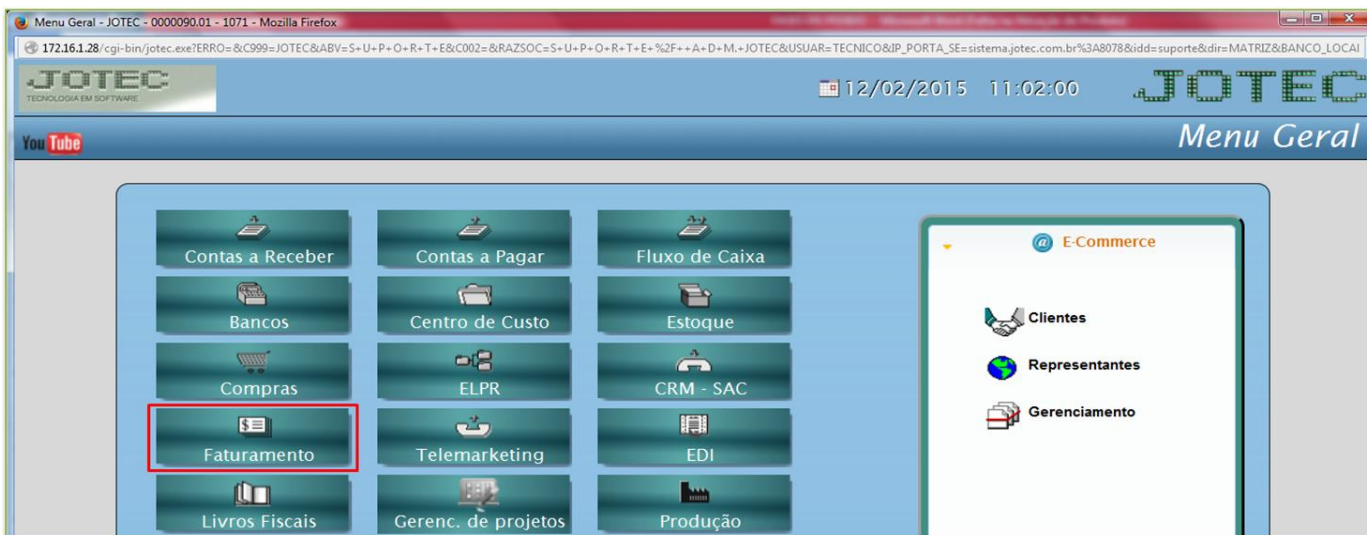 Menu Geral - JOTEC - 0000090.01 - 1071 - Mozilla Firefox
172.16.1.28/cgi-bin/jotec.exe?ERRO=&C999=JOTEC&ABV=S+U+P+O+R+T+E&C002=&RAZSOC=S+U+P+O+R+T+E+%2F++A+D+M.+JOTEC&USUAR=TECNICO&IP_PORTA_SE=sistema.jotec.com.br%3A8078&idd=suporte&dir=MATRIZ&BANCO_LOCAI
JOTEC
TECNOLOGIA EM SOFTWARE
12/02/2015 11:02:00
JOTEC
You Tube
Menu Geral
Contas a Receber
Contas a Pagar
Fluxo de Caixa
Bancos
Centro de Custo
Estoque
Compras
ELPR
CRM - SAC
Faturamento
Telemarketing
EDI
Livros Fiscais
Gerenc. de projetos
Produção
E-Commerce
Clientes
Representantes
Gerenciamento